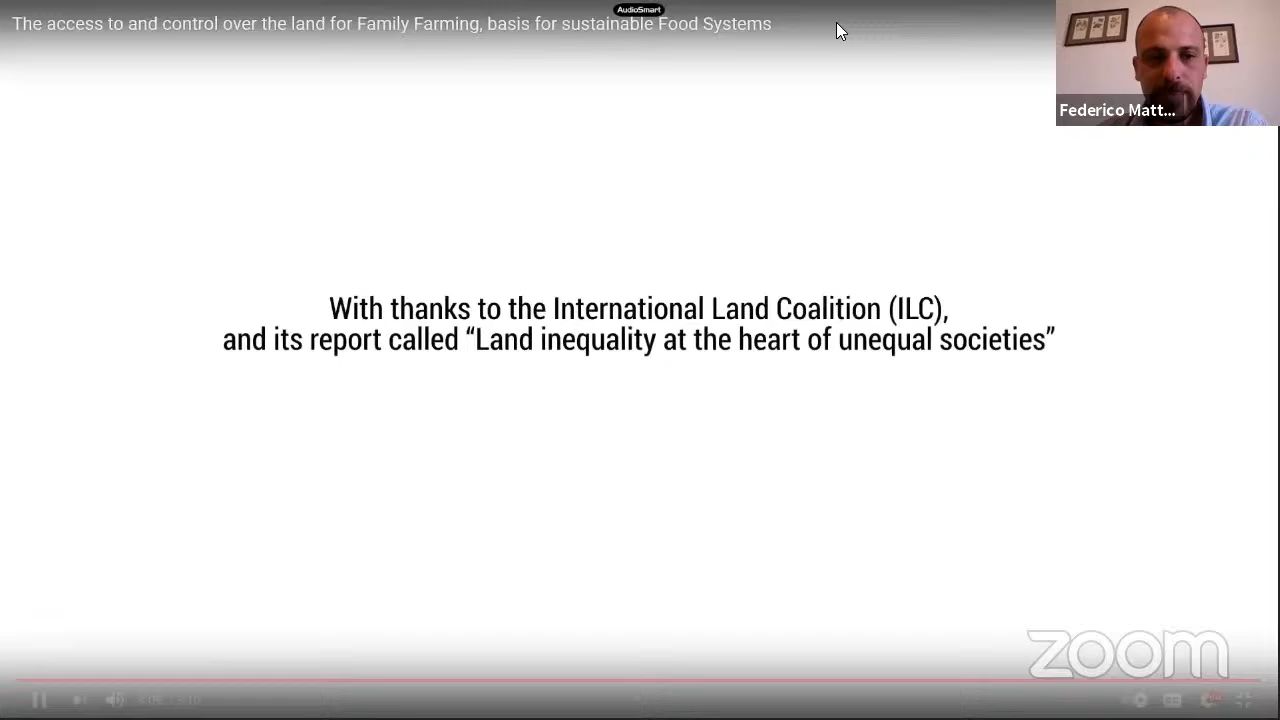 AudioSmart
The access to and control over the land for Family Farming, basis for sustainable Food Systems
Federico Matt...
With thanks to the International Land Coalition (ILC),
and its report called “Land inequality at the heart of unequal societies”
zoom